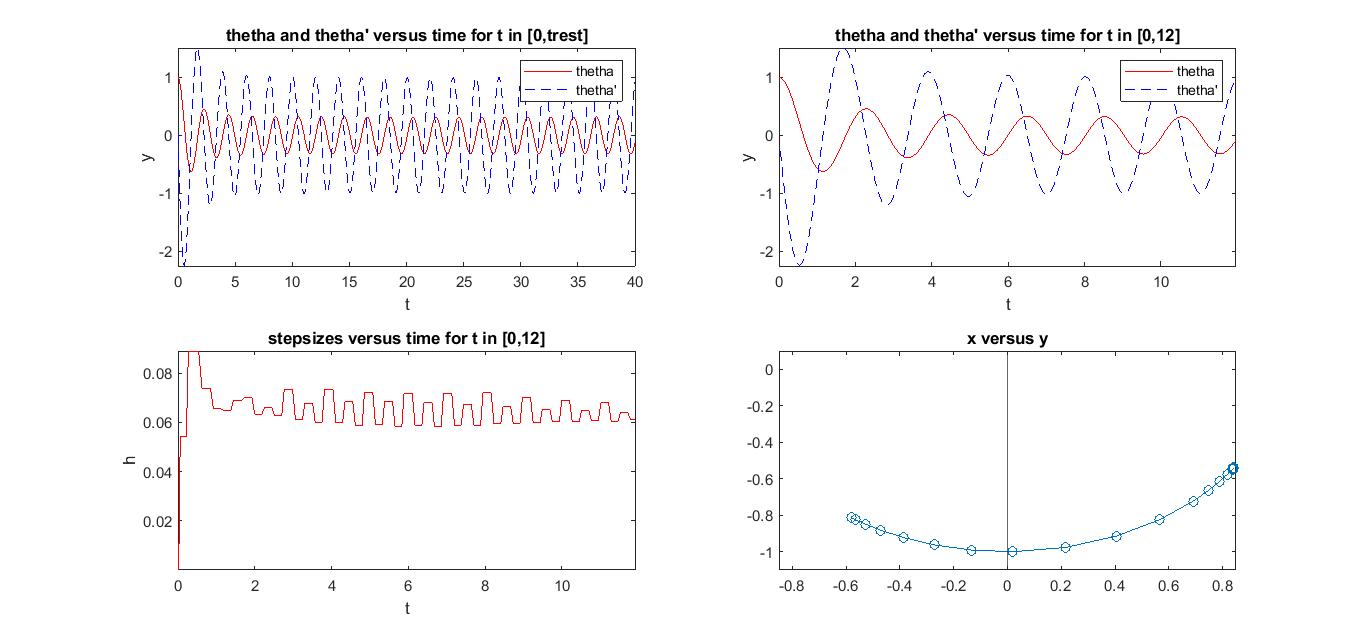 thetha and thetha' versus time for t in [0,trest]
thetha
thetha'
y
1
0
-1
-2
0 5 10 15 20 25 30 35 40
t
thetha and thetha' versus time for t in [0,12]
thetha
thetha'
y
1
0
-1
-2
0 2 4 6 8 10
t
stepsizes versus time for t in [0,12]
h
0.08
0.06
0.04
0.02
0 2 4 6 8 10
t
x versus y
0
-0.2
-0.4
-0.6
-0.8
-1
-0.8 -0.6 -0.4 -0.2 0 0.2 0.4 0.6 0.8